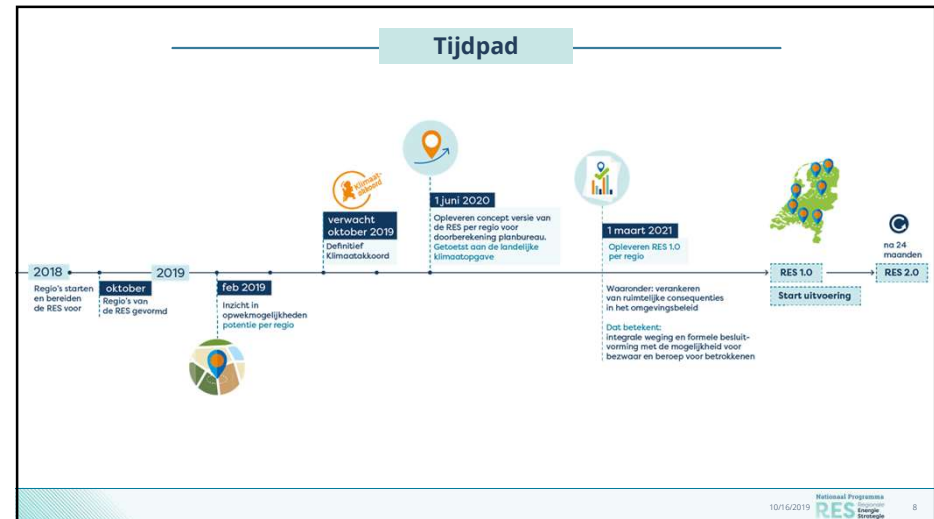 Tijdpad
2018
Regio's starten
en bereiden
de RES voor
oktober
Regio's van
de RES gevormd
2019
feb 2019
Inzicht in
opwekmogelijkheden
potentie per regio
Klimaat-
akkoord
verwacht
oktober 2019
Definitief
Klimaatakkoord
1 juni 2020
Opleveren concept versie van
de RES per regio voor
doorberekening planbureau.
Getoetst aan de landelijke
klimaatopgave
1 maart 2021
Opleveren RES 1.0
per regio
Waaronder: verankeren
van ruimtelijke consequenties
in het omgevingsbeleid
Dat betekent:
integrale weging en formele besluit-
vorming met de mogelijkheid voor
bezwaar en beroep voor betrokkenen
RES 1.0
Start uitvoering
na 24
maanden
RES 2.0
10/16/2019
Nationaal Programma
RES
Regionale
Energie
Strategie
8